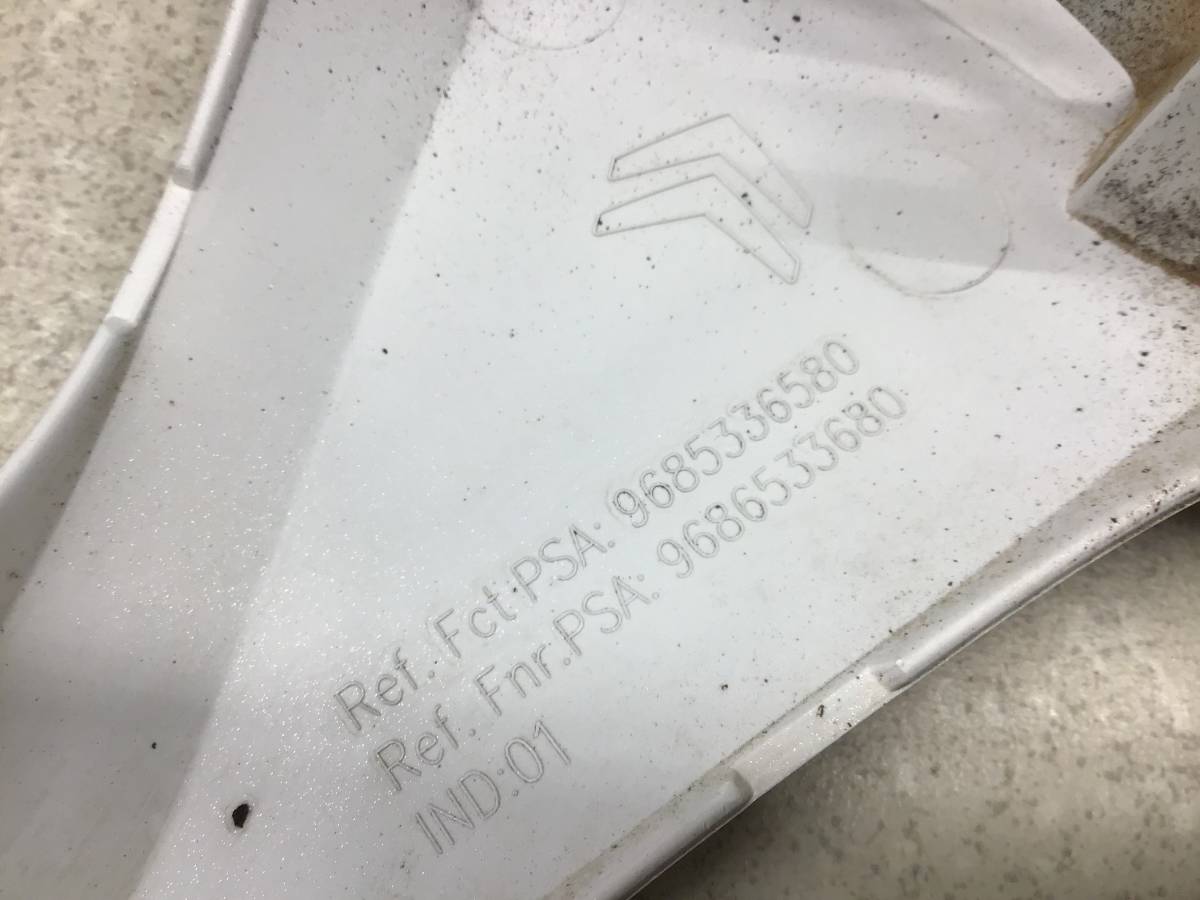 Ref. Fct.PSA: 9685336580
Ref. Fnr.PSA: 9686533680
IND:01